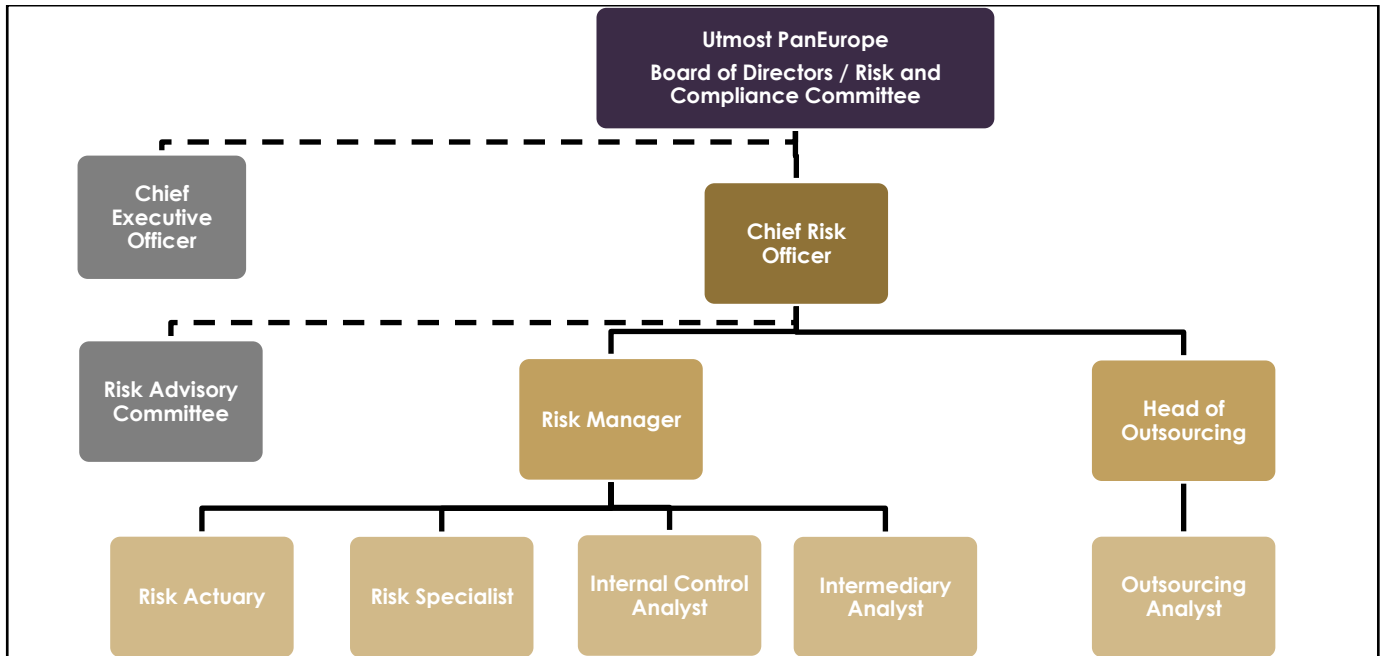 Utmost PanEurope
Board of Directors / Risk and
Compliance Committee
Chief
Executive
Officer
Chief Risk
Officer
Risk Advisory
Committee
Risk Manager
Head of
Outsourcing
Risk Actuary
Risk Specialist
Internal Control
Analyst
Intermediary
Analyst
Outsourcing
Analyst